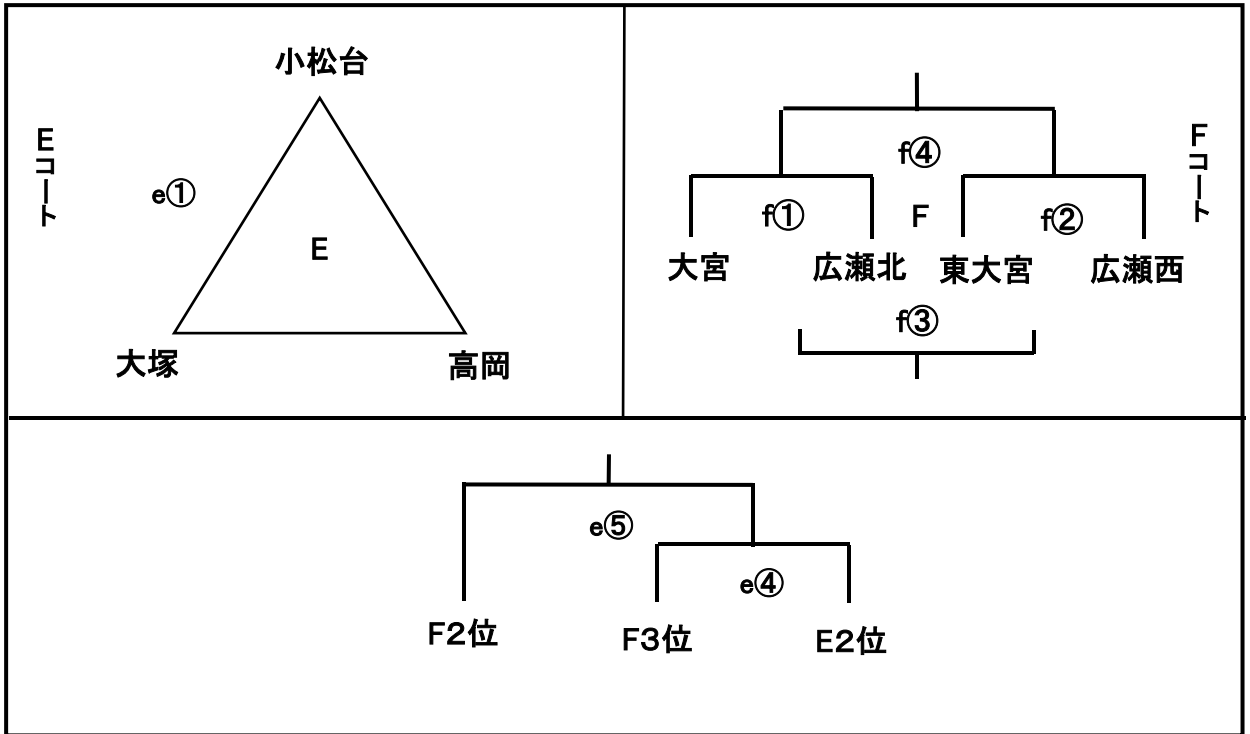 小松台
Eコート
e①
E
大塚
高岡
Fコート
f④
f①
F
f②
大宮
広瀬北
東大宮
広瀬西
f③
e⑤
e④
F2位
F3位
E2位